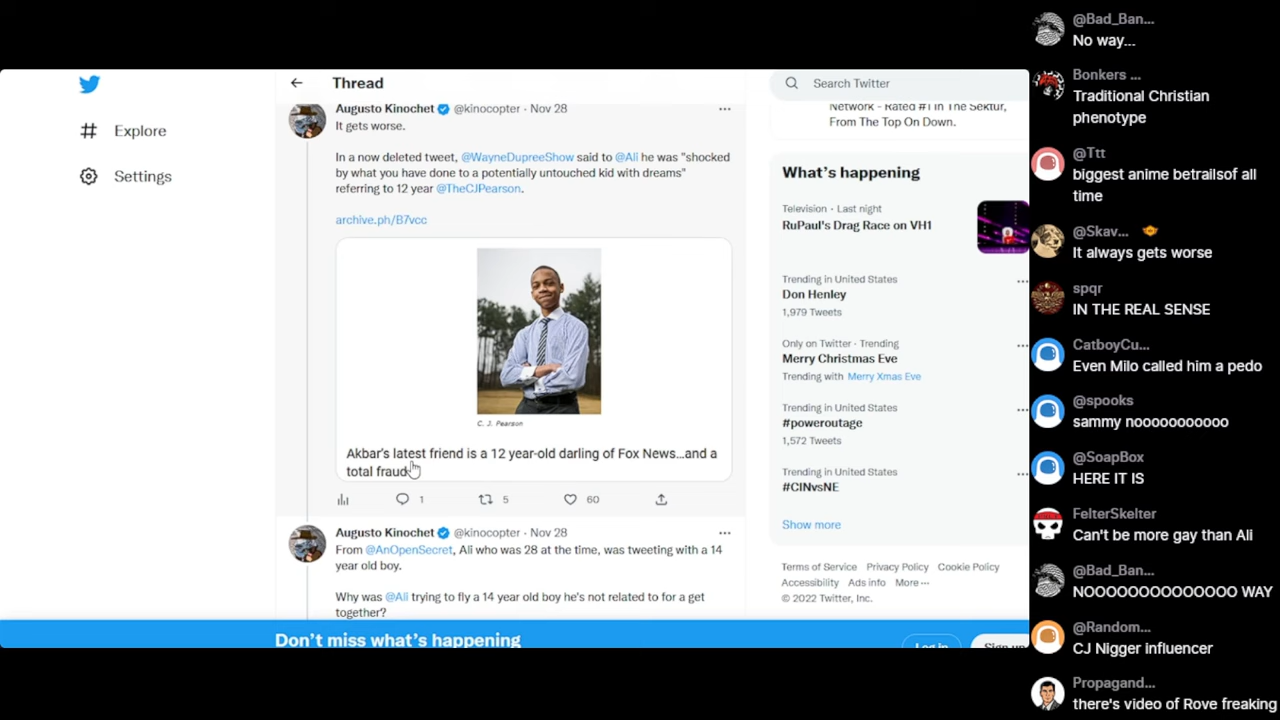 Thread
Search Twitter
Explore
Settings
Augusto Kinochet @kinocopter · Nov 28
It gets worse.
In a now deleted tweet, @WayneDupreeShow said to @Ali he was "shocked
by what you have done to a potentially untouched kid with dreams"
referring to 12 year @TheCJPearson.
archive.ph/B7vcc
C. J. Pearson
Akbar's latest friend is a 12 year-old darling of Fox News...and a
total fraud
1
5
60
Augusto Kinochet @kinocopter · Nov 28
From @AnOpenSecret, Ali who was 28 at the time, was tweeting with a 14
year old boy.
Why was @Ali trying to fly a 14 year old boy he's not related to for a get
together?
Network - Rated #1 In The Sektur,
From The Top On Down.
What's happening
Television · Last night
RuPaul's Drag Race on VH1
Trending in United States
Don Henley
1,979 Tweets
Only on Twitter · Trending
Merry Christmas Eve
Trending with Merry Xmas Eve
Trending in United States
#poweroutage
1,572 Tweets
Trending in United States
#CINvsNE
Show more
Terms of Service Privacy Policy Cookie Policy
Accessibility Ads info More ···
© 2022 Twitter, Inc.
Don't miss what's happening
Log in
Sign up
@Bad_Ban...
No way...
Bonkers ...
Traditional Christian
phenotype
@Ttt
biggest anime betrailsof all
time
@Skav...
It always gets worse
spqr
IN THE REAL SENSE
CatboyCu...
Even Milo called him a pedo
@spooks
sammy nooooooooooo
@SoapBox
HERE IT IS
FelterSkelter
Can't be more gay than Ali
@Bad_Ban...
NOOOOOOOOOOOOOO WAY
@Random...
CJ Nigger influencer
Propagand...
there's video of Rove freaking